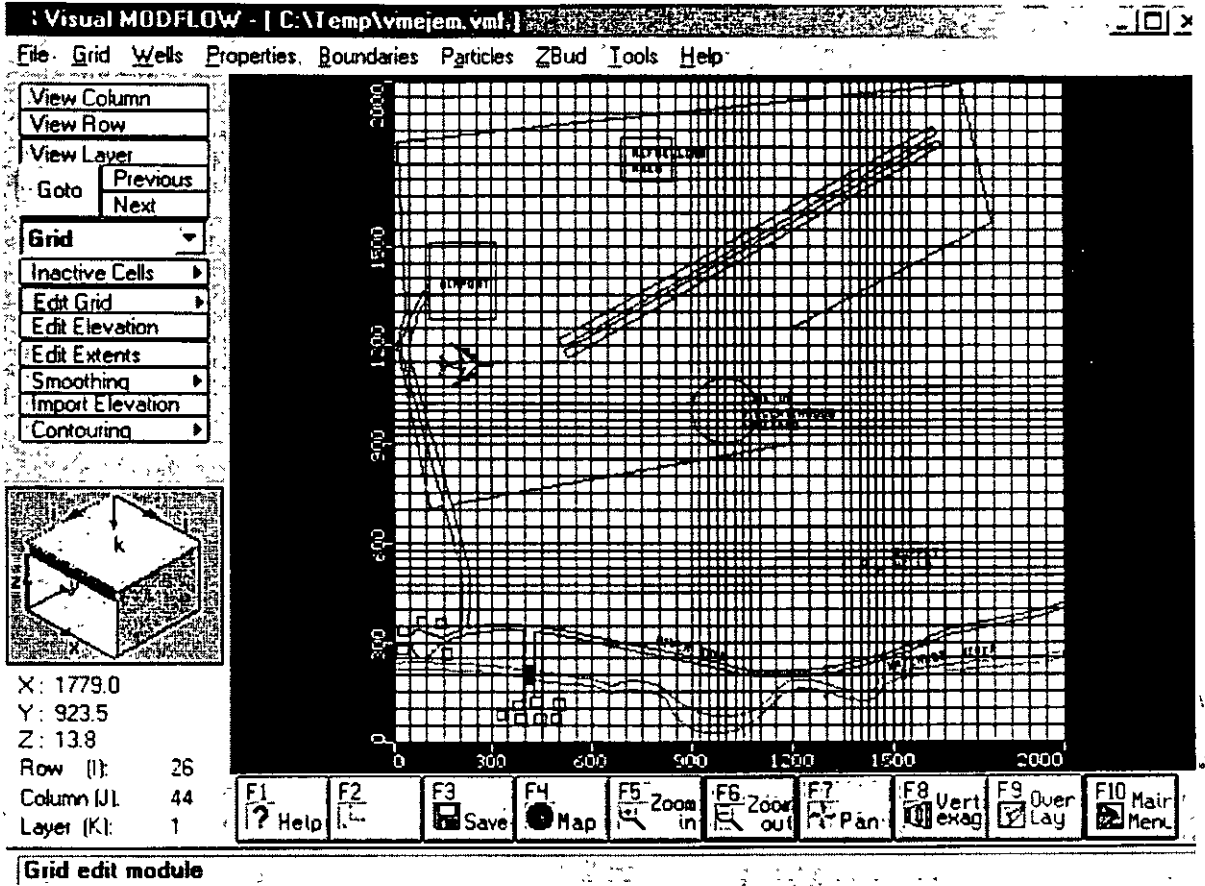 Visual MODFLOW - [ C:\Temp\vmejem.vmf ]
File Grid Wells Properties Boundaries Particles ZBud Tools Help
View Column
View Row
View Layer
Goto
Previous
Next
Grid
Inactive Cells
Edit Grid
Edit Elevation
Edit Extents
Smoothing
Import Elevation
Contouring
k
y
X
X: 1779.0
Y: 923.5
Z: 13.8
Row (I): 26
Column (J): 44
Layer (K): 1
2000
1500
1200
900
600
300
0
REFUELLING
AREA
AIRPORT
0 300 600 900 1200 1500 2000
F1 ? Help
F2
F3 Save
F4 Map
F5 Zoom in
F6 Zoom out
F7 Pan
F8 Vert exag
F9 Over Lay
F10 Main Menu
Grid edit module